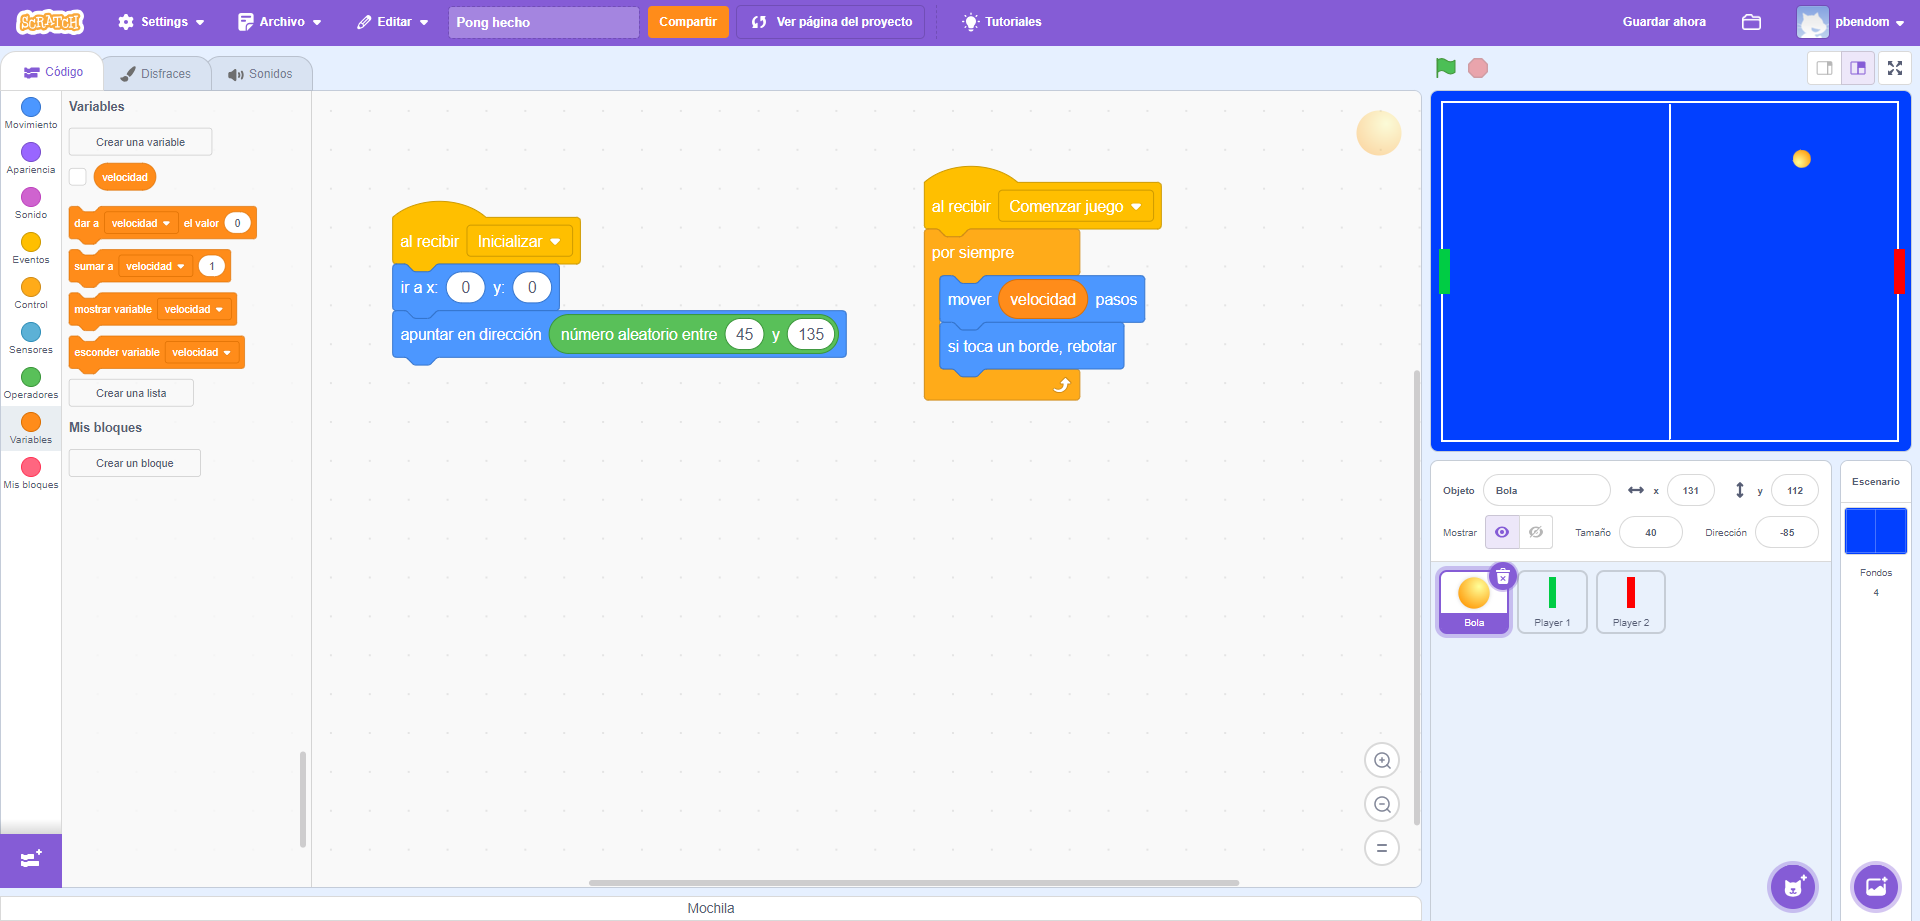 SCRATCH
Settings
Archivo
Editar
Pong hecho
Compartir
Ver página del proyecto
Tutoriales
Guardar ahora
pbendom
Código
Disfraces
Sonidos
Movimiento
Apariencia
Sonido
Eventos
Control
Sensores
Operadores
Variables
Mis bloques
Variables
Crear una variable
velocidad
dar a velocidad el valor 0
sumar a velocidad 1
mostrar variable velocidad
esconder variable velocidad
Crear una lista
Mis bloques
Crear un bloque
al recibir Inicializar
ir a x: 0 y: 0
apuntar en dirección número aleatorio entre 45 y 135
al recibir Comenzar juego
por siempre
mover velocidad pasos
si toca un borde, rebotar
Objeto Bola x 131 y 112
Mostrar Tamaño 40 Dirección -85
Bola
Player 1
Player 2
Escenario
Fondos
4
Mochila